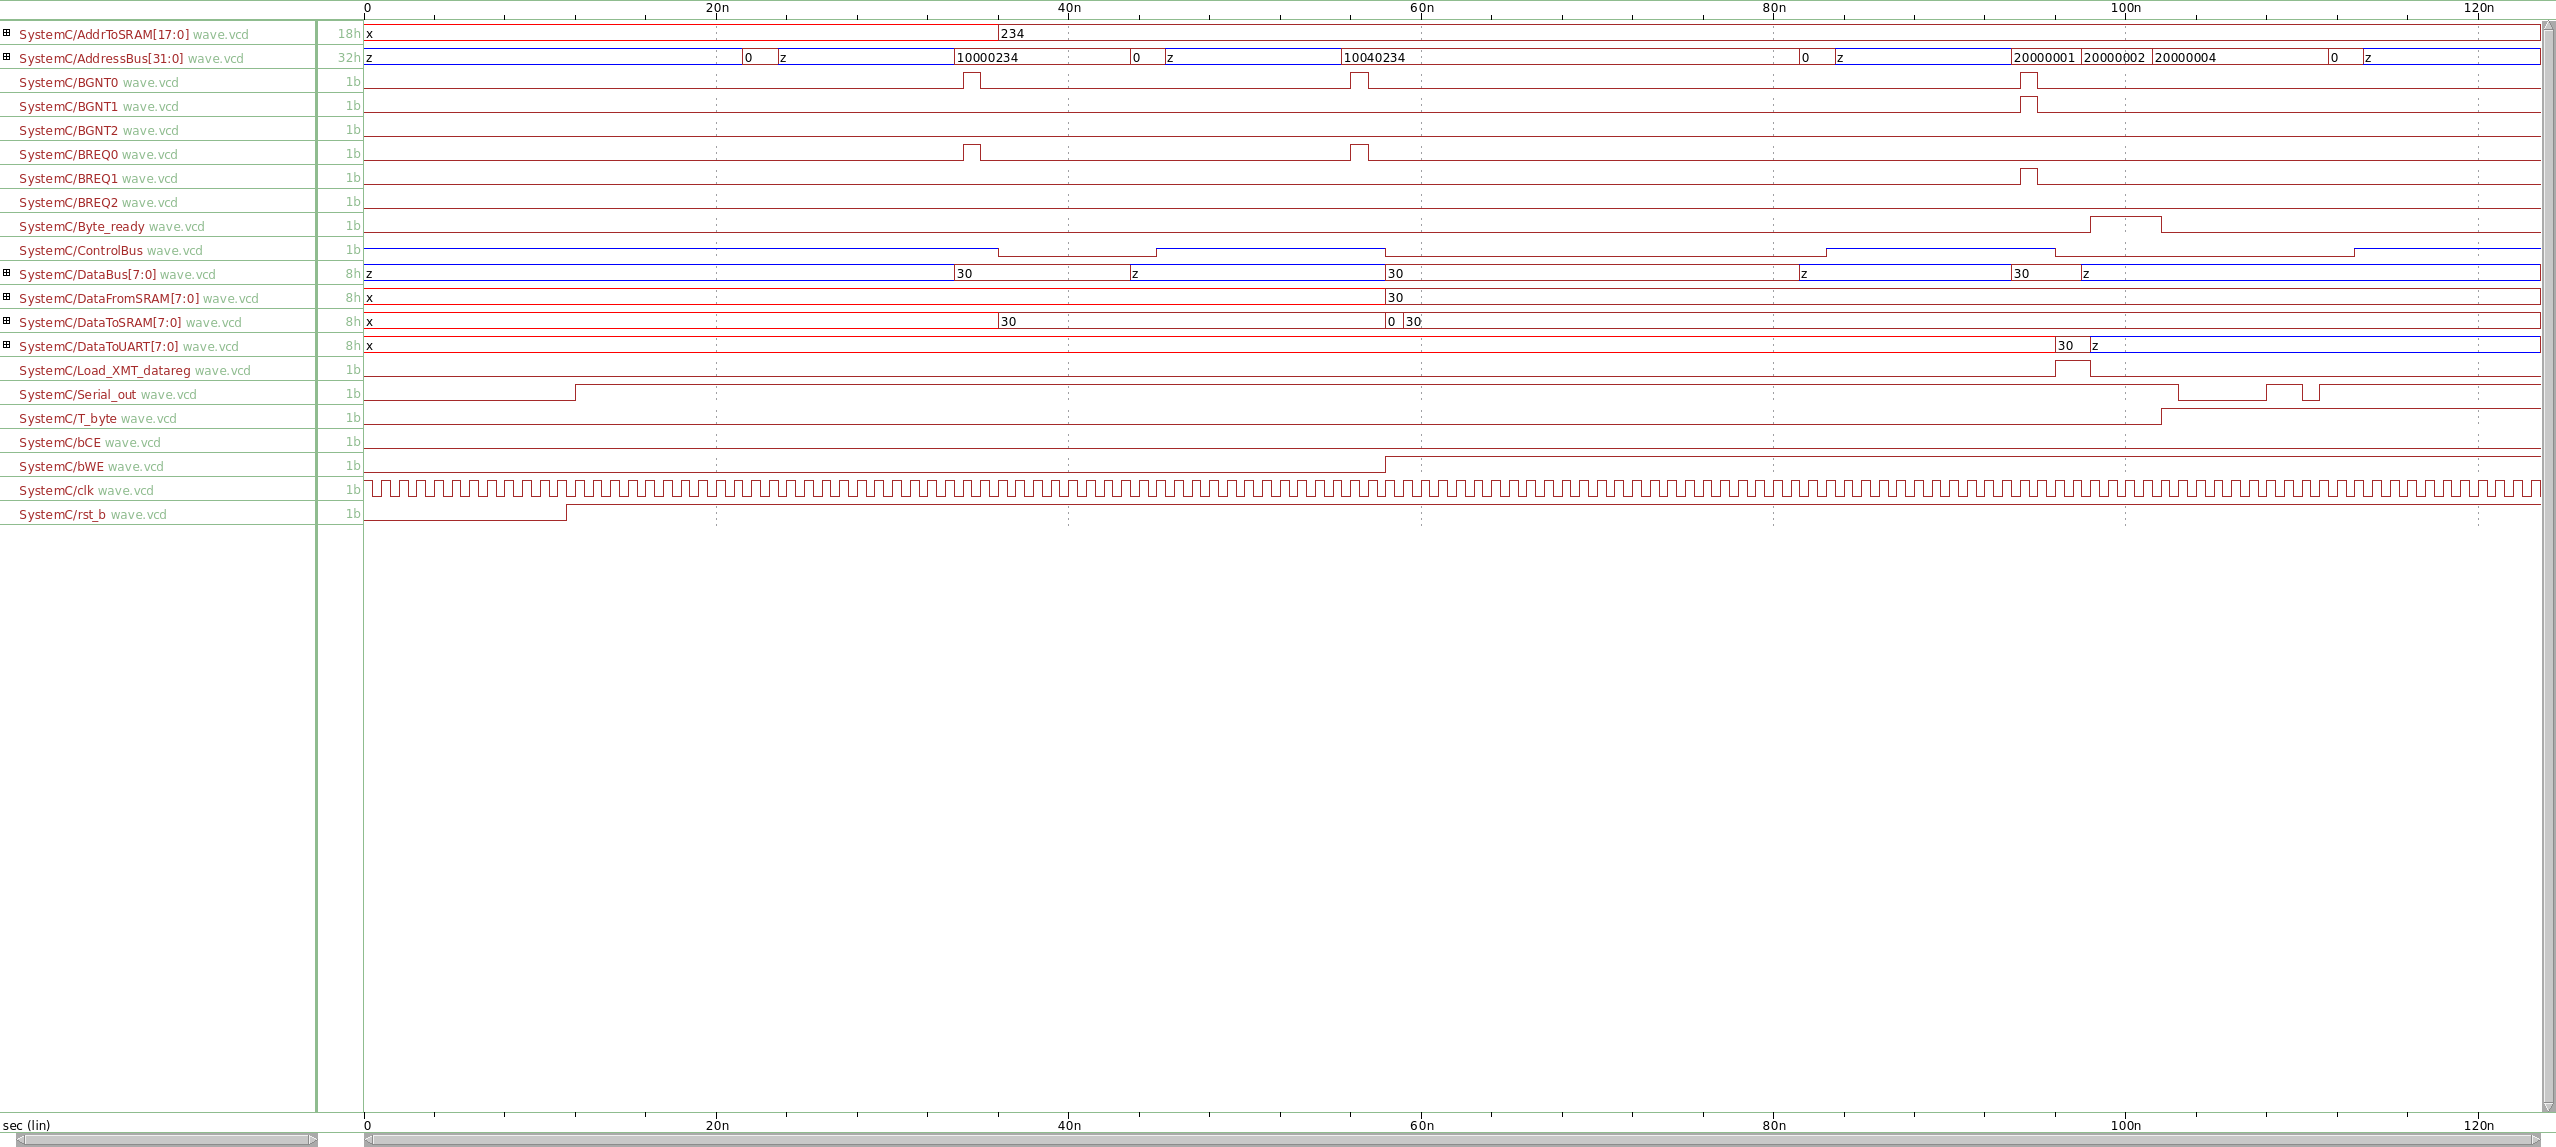 0 20n 40n 60n 80n 100n 120n
SystemC/AddrToSRAM[17:0] wave.vcd 18h x 234
SystemC/AddressBus[31:0] wave.vcd 32h z 0 z 10000234 0 z 10040234 0 z 20000001 20000002 20000004 0 z
SystemC/BGNT0 wave.vcd 1b
SystemC/BGNT1 wave.vcd 1b
SystemC/BGNT2 wave.vcd 1b
SystemC/BREQ0 wave.vcd 1b
SystemC/BREQ1 wave.vcd 1b
SystemC/BREQ2 wave.vcd 1b
SystemC/Byte_ready wave.vcd 1b
SystemC/ControlBus wave.vcd 1b
SystemC/DataBus[7:0] wave.vcd 8h z 30 z 30 z 30 z
SystemC/DataFromSRAM[7:0] wave.vcd 8h x 30
SystemC/DataToSRAM[7:0] wave.vcd 8h x 30 0 30
SystemC/DataToUART[7:0] wave.vcd 8h x 30 z
SystemC/Load_XMT_datareg wave.vcd 1b
SystemC/Serial_out wave.vcd 1b
SystemC/T_byte wave.vcd 1b
SystemC/bCE wave.vcd 1b
SystemC/bWE wave.vcd 1b
SystemC/clk wave.vcd 1b
SystemC/rst_b wave.vcd 1b
sec (lin) 0 20n 40n 60n 80n 100n 120n